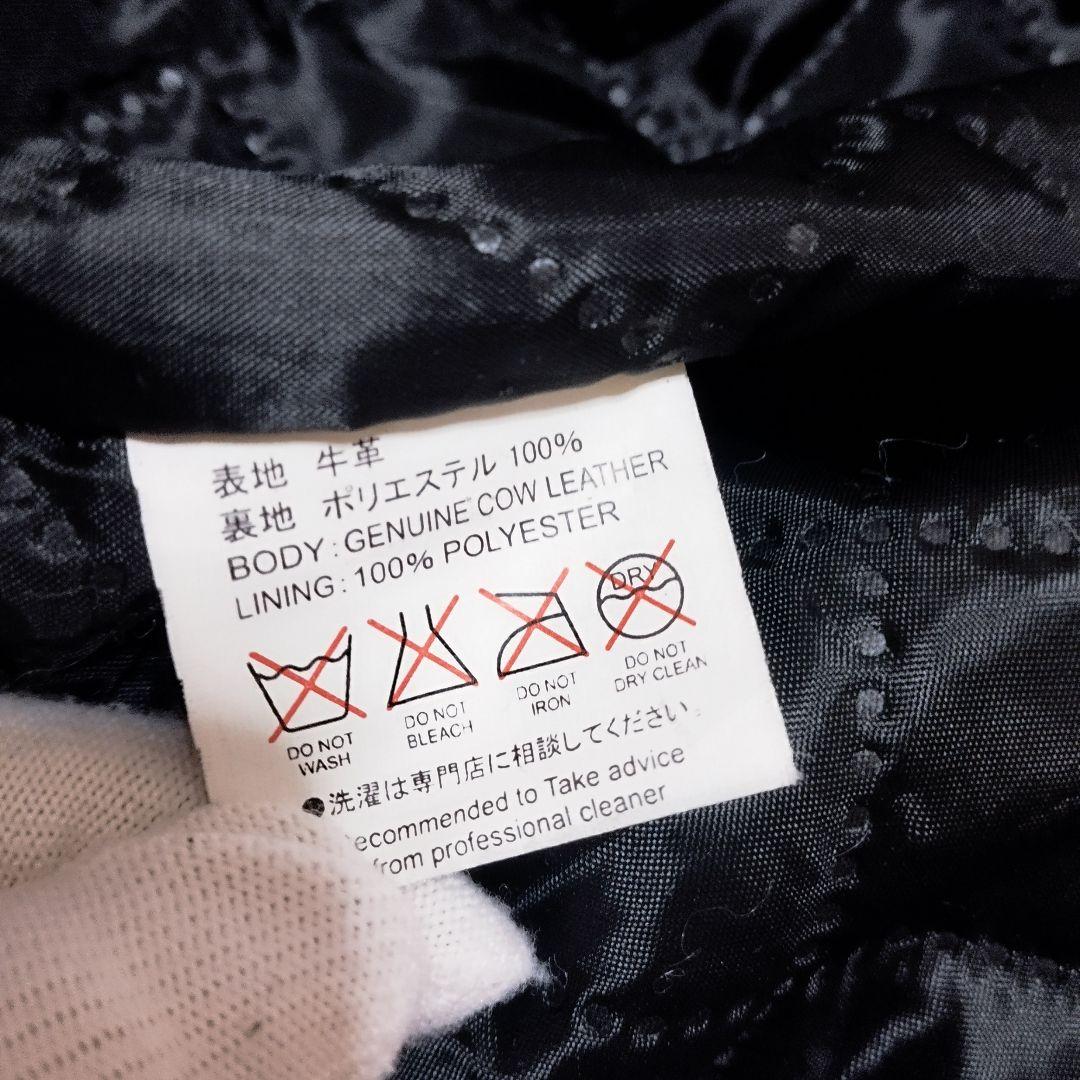 表地 牛革
裏地 ポリエステル 100%
BODY : GENUINE COW LEATHER
LINING : 100% POLYESTER
DRY
DO NOT
WASH
DO NOT
BLEACH
DO NOT
IRON
DO NOT
DRY CLEAN
●洗濯は専門店に相談してください
to Take advice
professional cleaner